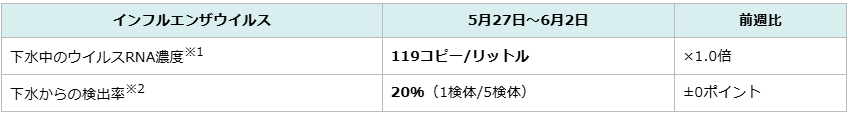 インフルエンザウイルス 5月27日～6月2日 前週比
下水中のウイルスRNA濃度※1 119コピー/リットル ×1.0倍
下水からの検出率※2 20%（1検体/5検体） ±0ポイント